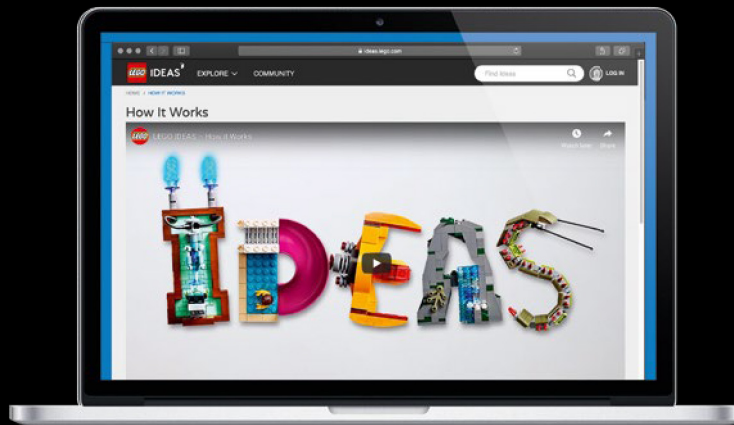 ideas.lego.com
LEGO IDEAS EXPLORE COMMUNITY Find Ideas LOG IN
HOME / HOW IT WORKS
How It Works
LEGO LEGO IDEAS - How it Works
Watch later Share
IDEAS